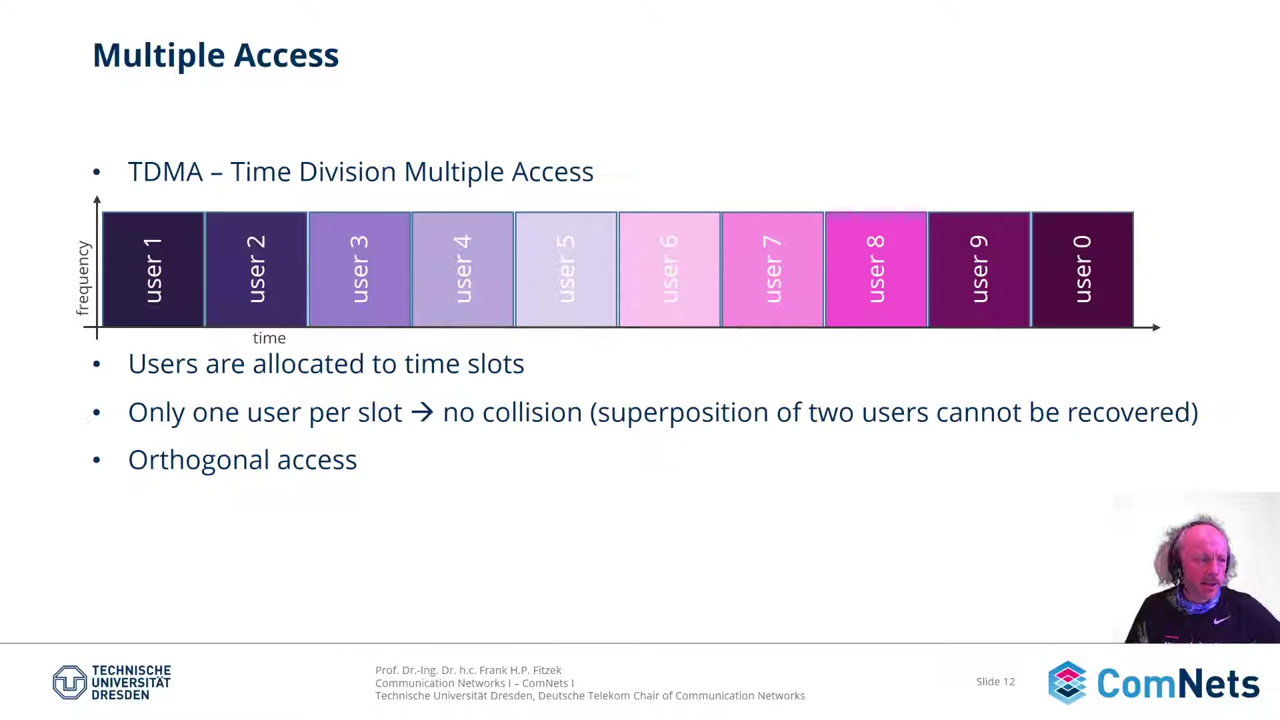 Multiple Access
• TDMA – Time Division Multiple Access
frequency
user 1
user 2
user 3
user 4
user 5
user 6
user 7
user 8
user 9
user 0
time
• Users are allocated to time slots
• Only one user per slot → no collision (superposition of two users cannot be recovered)
• Orthogonal access
TECHNISCHE
UNIVERSITÄT
DRESDEN
Prof. Dr.-Ing. Dr. h.c. Frank H.P. Fitzek
Communication Networks I – ComNets I
Technische Universität Dresden, Deutsche Telekom Chair of Communication Networks
Slide 12
ComNets